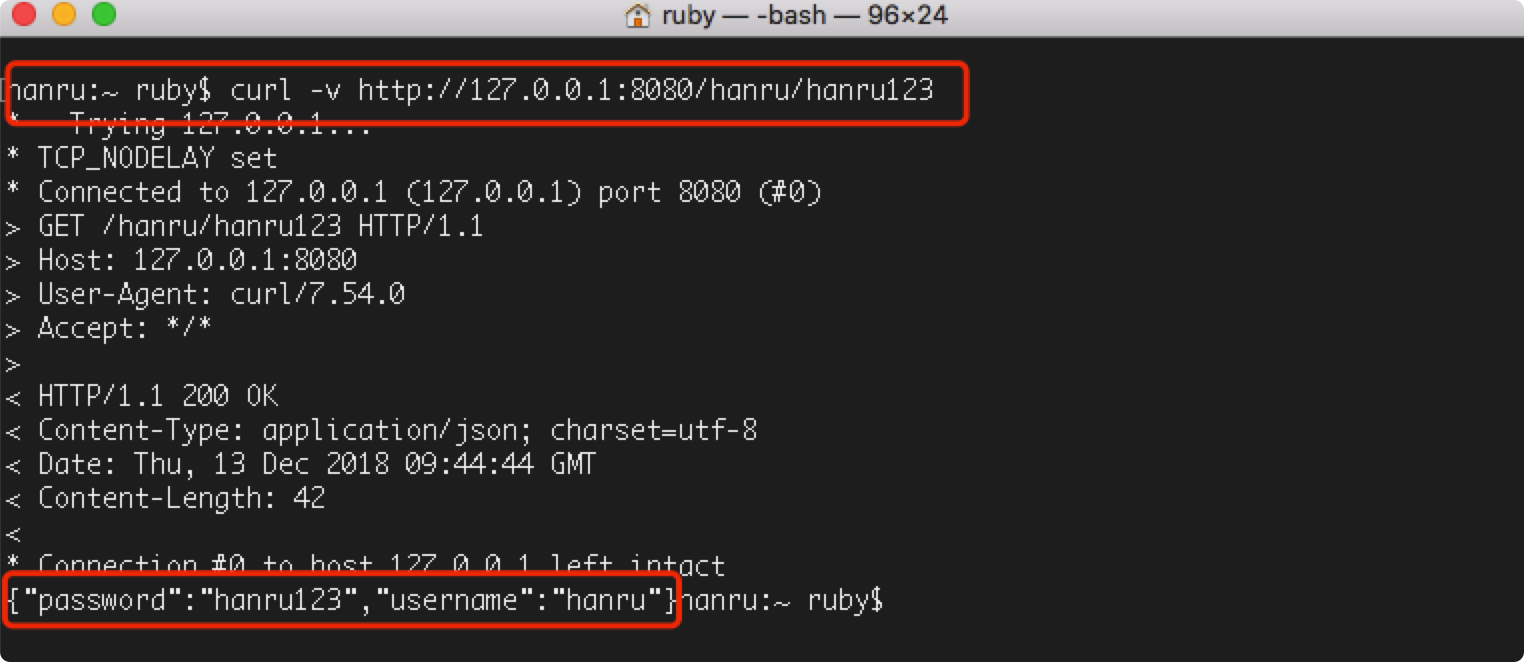 ruby — -bash — 96×24
hanru:~ ruby$ curl -v http://127.0.0.1:8080/hanru/hanru123
*   Trying 127.0.0.1...
* TCP_NODELAY set
* Connected to 127.0.0.1 (127.0.0.1) port 8080 (#0)
> GET /hanru/hanru123 HTTP/1.1
> Host: 127.0.0.1:8080
> User-Agent: curl/7.54.0
> Accept: */*
>
< HTTP/1.1 200 OK
< Content-Type: application/json; charset=utf-8
< Date: Thu, 13 Dec 2018 09:44:44 GMT
< Content-Length: 42
<
* Connection #0 to host 127.0.0.1 left intact
{"password":"hanru123","username":"hanru"}hanru:~ ruby$